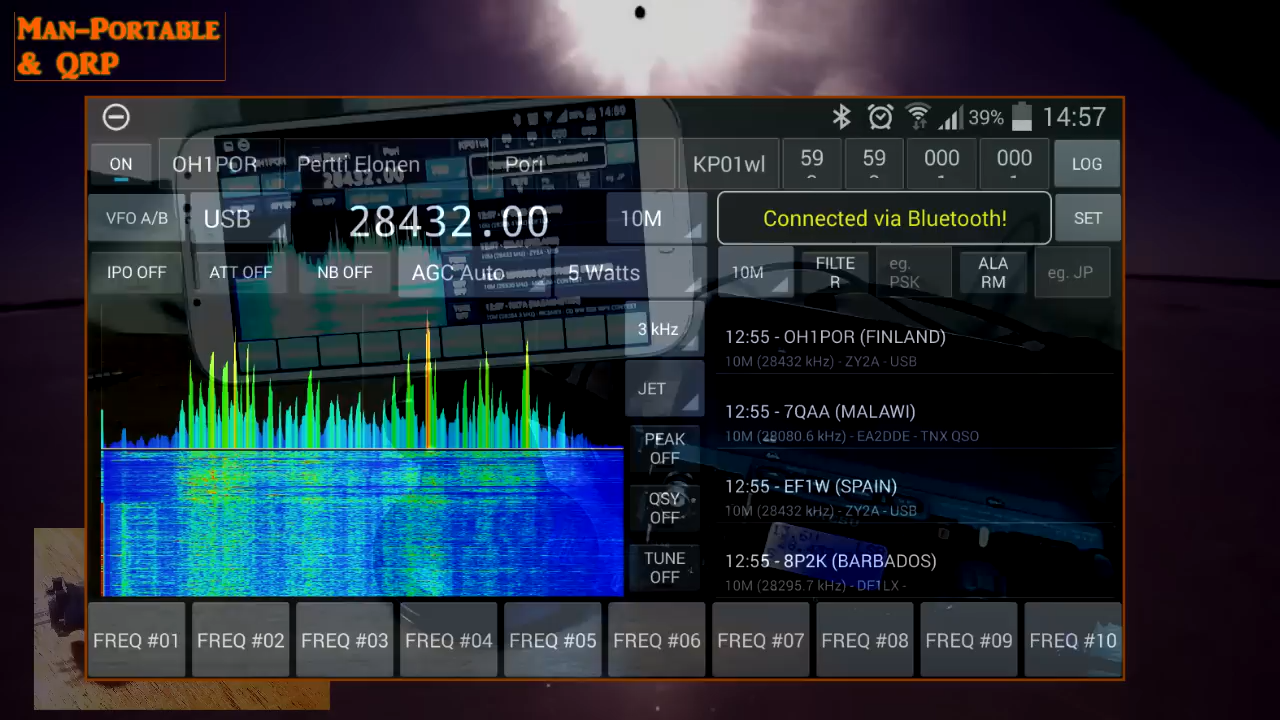 MAN-PORTABLE
& QRP
39% 14:57
ON OH1POR Pertti Elonen Pori KP01wl 59 59 000 000 LOG
1 1
VFO A/B USB 28432.00 10M Connected via Bluetooth! SET
IPO OFF ATT OFF NB OFF AGC Auto 5 Watts 10M FILTE
R eg.
PSK ALA
RM eg. JP
3 kHz
JET
PEAK
OFF
QSY
OFF
TUNE
OFF
12:55 - OH1POR (FINLAND)
10M (28432 kHz) - ZY2A - USB
12:55 - 7QAA (MALAWI)
10M (28080.6 kHz) - EA2DDE - TNX QSO
12:55 - EF1W (SPAIN)
10M (28432 kHz) - ZY2A - USB
12:55 - 8P2K (BARBADOS)
10M (28295.7 kHz) - DF1LX -
FREQ #01 FREQ #02 FREQ #03 FREQ #04 FREQ #05 FREQ #06 FREQ #07 FREQ #08 FREQ #09 FREQ #10